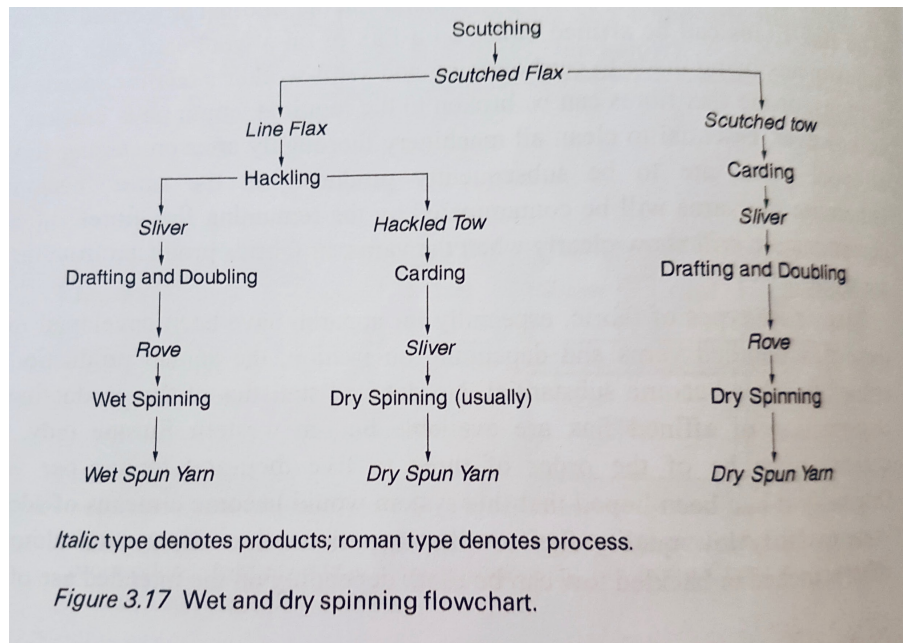 Scutching
Scutched Flax
Line Flax
Scutched tow
Hackling
Carding
Sliver
Hackled Tow
Sliver
Drafting and Doubling
Carding
Drafting and Doubling
Rove
Sliver
Rove
Wet Spinning
Dry Spinning (usually)
Dry Spinning
Wet Spun Yarn
Dry Spun Yarn
Dry Spun Yarn
Italic type denotes products; roman type denotes process.
Figure 3.17 Wet and dry spinning flowchart.